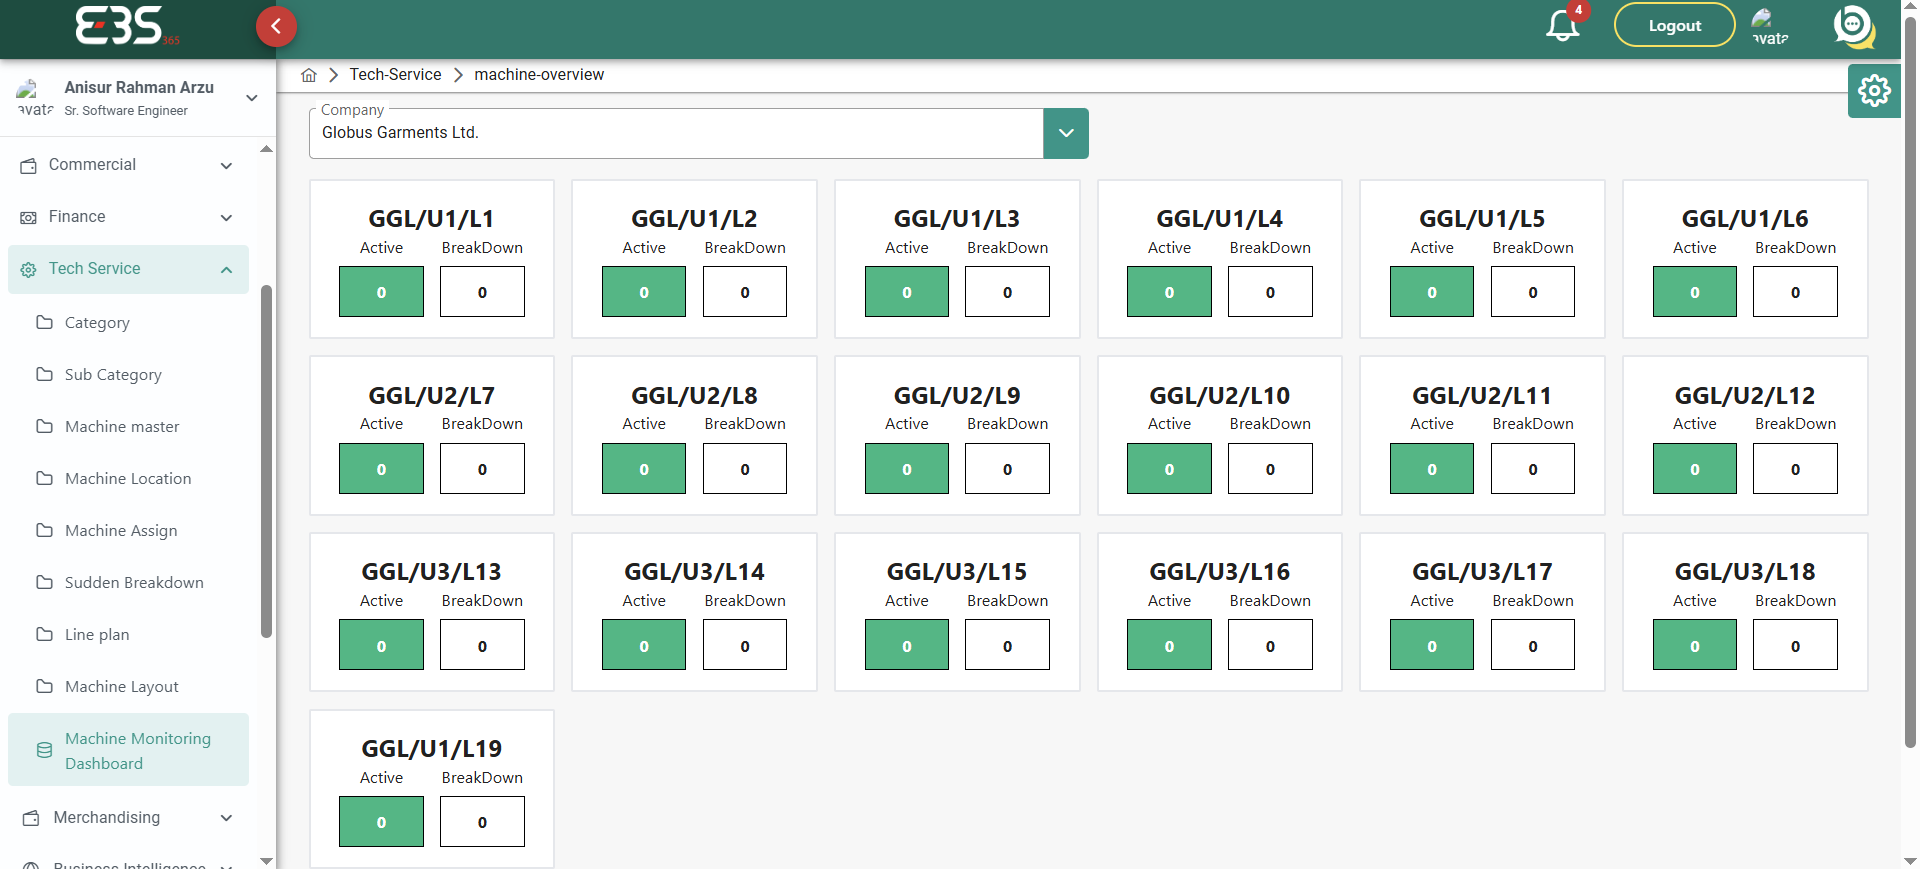 E3S
365
4
Logout
avata
Anisur Rahman Arzu
Sr. Software Engineer
avata
Tech-Service
machine-overview
Commercial
Finance
Tech Service
Category
Sub Category
Machine master
Machine Location
Machine Assign
Sudden Breakdown
Line plan
Machine Layout
Machine Monitoring
Dashboard
Merchandising
Business Intelligence
Company
Globus Garments Ltd.
GGL/U1/L1
Active BreakDown
0 0
GGL/U1/L2
Active BreakDown
0 0
GGL/U1/L3
Active BreakDown
0 0
GGL/U1/L4
Active BreakDown
0 0
GGL/U1/L5
Active BreakDown
0 0
GGL/U1/L6
Active BreakDown
0 0
GGL/U2/L7
Active BreakDown
0 0
GGL/U2/L8
Active BreakDown
0 0
GGL/U2/L9
Active BreakDown
0 0
GGL/U2/L10
Active BreakDown
0 0
GGL/U2/L11
Active BreakDown
0 0
GGL/U2/L12
Active BreakDown
0 0
GGL/U3/L13
Active BreakDown
0 0
GGL/U3/L14
Active BreakDown
0 0
GGL/U3/L15
Active BreakDown
0 0
GGL/U3/L16
Active BreakDown
0 0
GGL/U3/L17
Active BreakDown
0 0
GGL/U3/L18
Active BreakDown
0 0
GGL/U1/L19
Active BreakDown
0 0